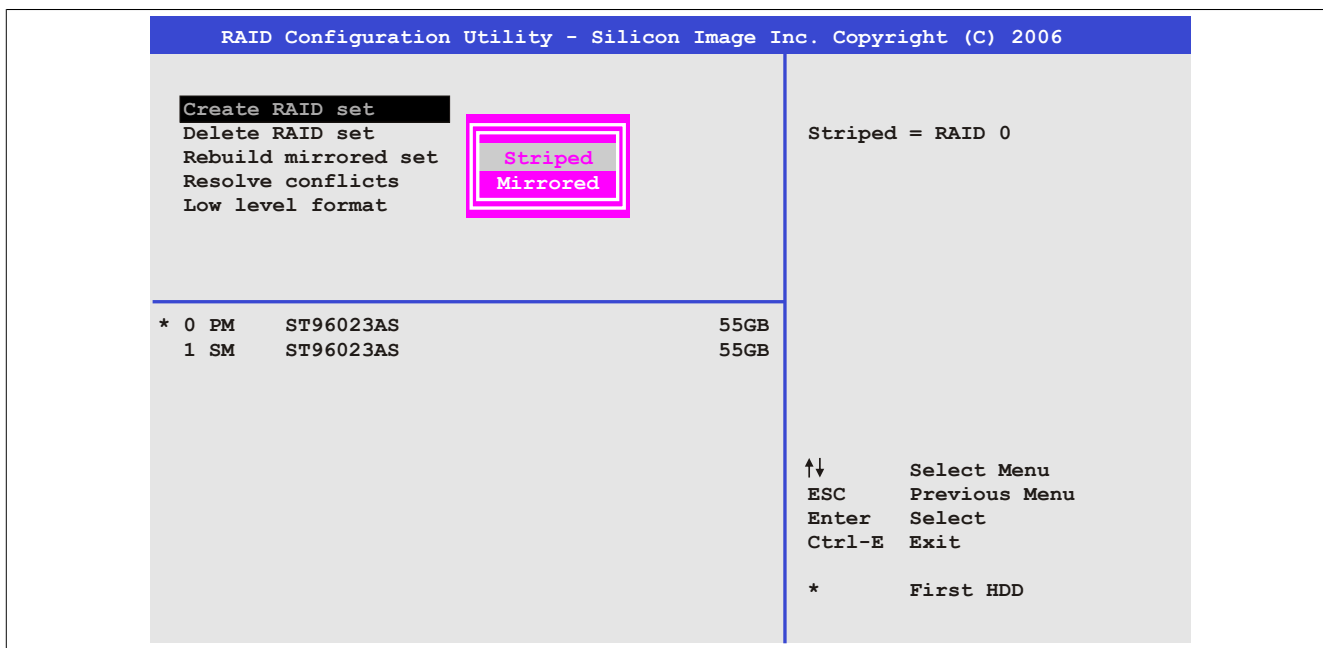 RAID Configuration Utility - Silicon Image Inc. Copyright (C) 2006
Create RAID set
Delete RAID set
Rebuild mirrored set
Resolve conflicts
Low level format
Striped
Mirrored
Striped = RAID 0
* 0 PM ST96023AS 55GB
1 SM ST96023AS 55GB
↑↓ Select Menu
ESC Previous Menu
Enter Select
Ctrl-E Exit
* First HDD